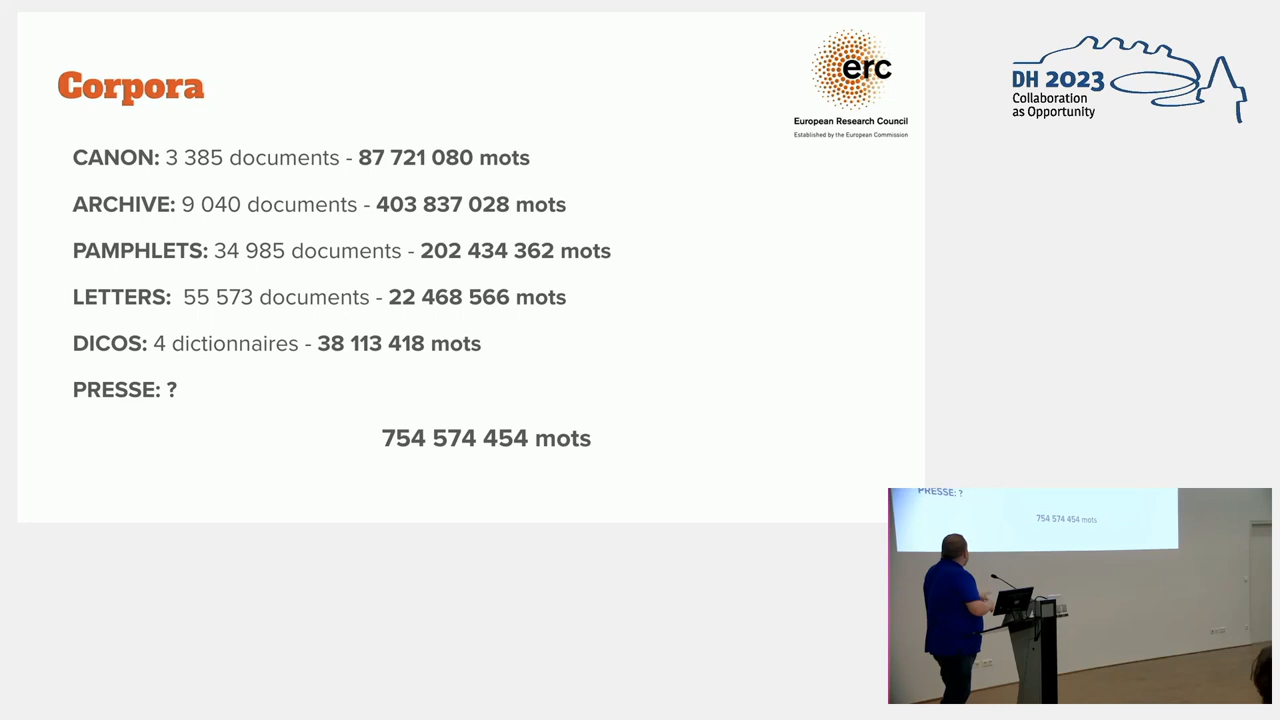 Corpora
erc
European Research Council
Established by the European Commission
CANON: 3 385 documents - 87 721 080 mots
ARCHIVE: 9 040 documents - 403 837 028 mots
PAMPHLETS: 34 985 documents - 202 434 362 mots
LETTERS: 55 573 documents - 22 468 566 mots
DICOS: 4 dictionnaires - 38 113 418 mots
PRESSE: ?
754 574 454 mots
DH 2023
Collaboration
as Opportunity
PRESSE: ?
754 574 454 mots